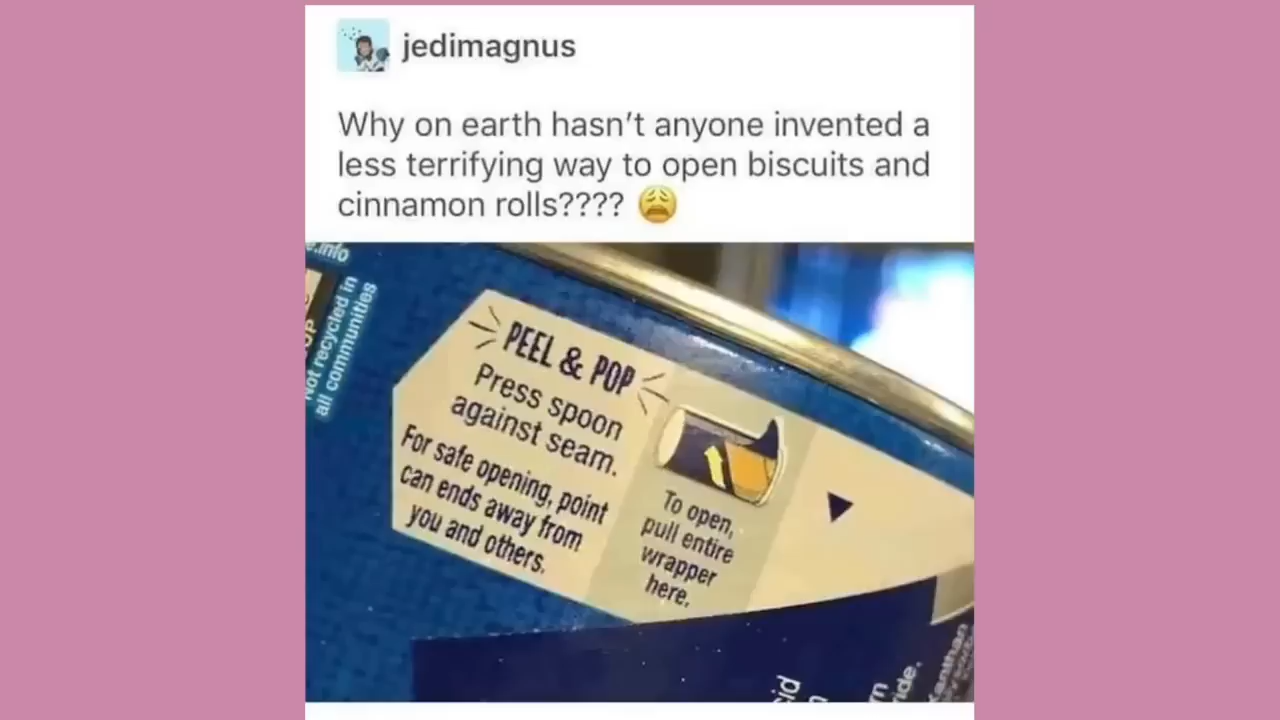 jedimagnus
Why on earth hasn't anyone invented a
less terrifying way to open biscuits and
cinnamon rolls???? 😩
e.info
Not recycled in
all communities
PEEL & POP
Press spoon
against seam.
For safe opening, point
can ends away from
you and others.
To open,
pull entire
wrapper
here.